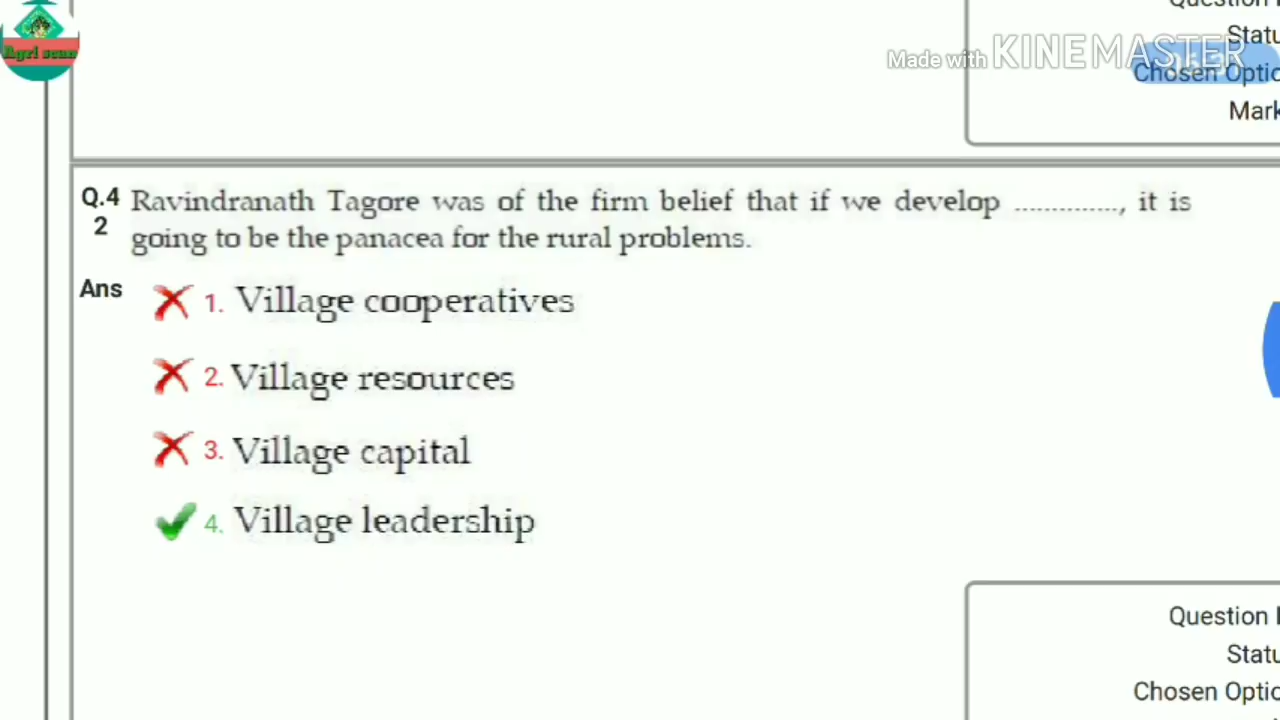 Agri scan
Made with KINEMASTER
Statu
Chosen Optio
Mark
Q.4 Ravindranath Tagore was of the firm belief that if we develop .............., it is
2 going to be the panacea for the rural problems.
Ans
1. Village cooperatives
2. Village resources
3. Village capital
4. Village leadership
Question I
Statu
Chosen Optio